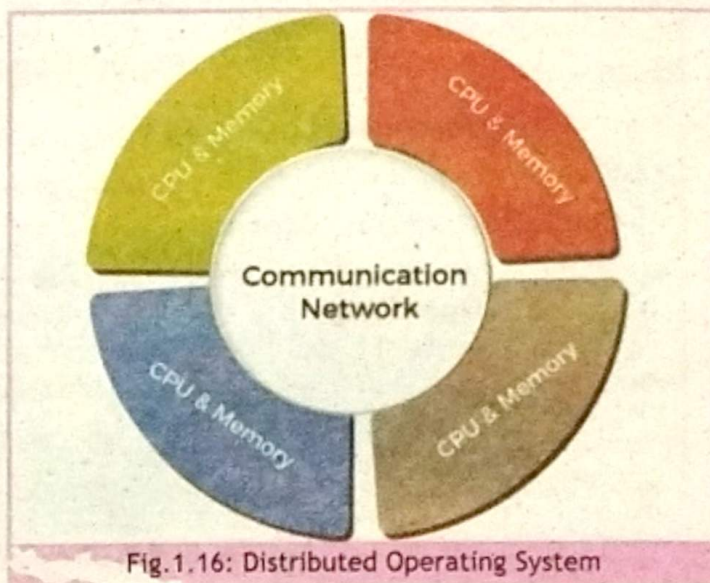 CPU & Memory
CPU & Memory
Communication
Network
CPU & Memory
CPU & Memory
Fig.1.16: Distributed Operating System